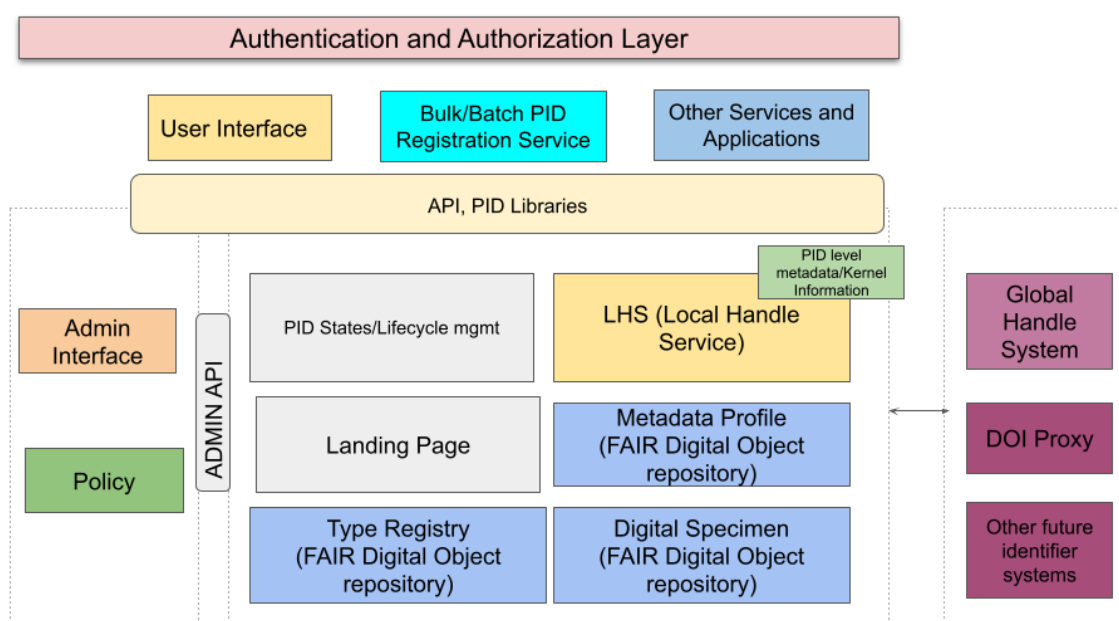 Authentication and Authorization Layer
User Interface
Bulk/Batch PID
Registration Service
Other Services and
Applications
API, PID Libraries
PID level
metadata/Kernel
Information
Admin
Interface
ADMIN API
PID States/Lifecycle mgmt
LHS (Local Handle
Service)
Global
Handle
System
Policy
Landing Page
Metadata Profile
(FAIR Digital Object
repository)
DOI Proxy
Type Registry
(FAIR Digital Object
repository)
Digital Specimen
(FAIR Digital Object
repository)
Other future
identifier
systems